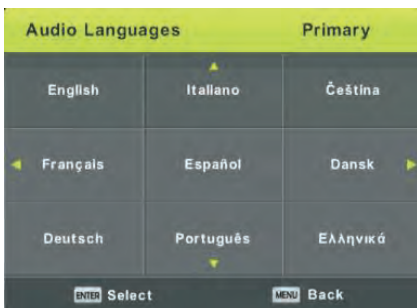 Audio Languages Primary
English Italiano Čeština
Français Español Dansk
Deutsch Português Ελληνικά
ENTER Select MENU Back